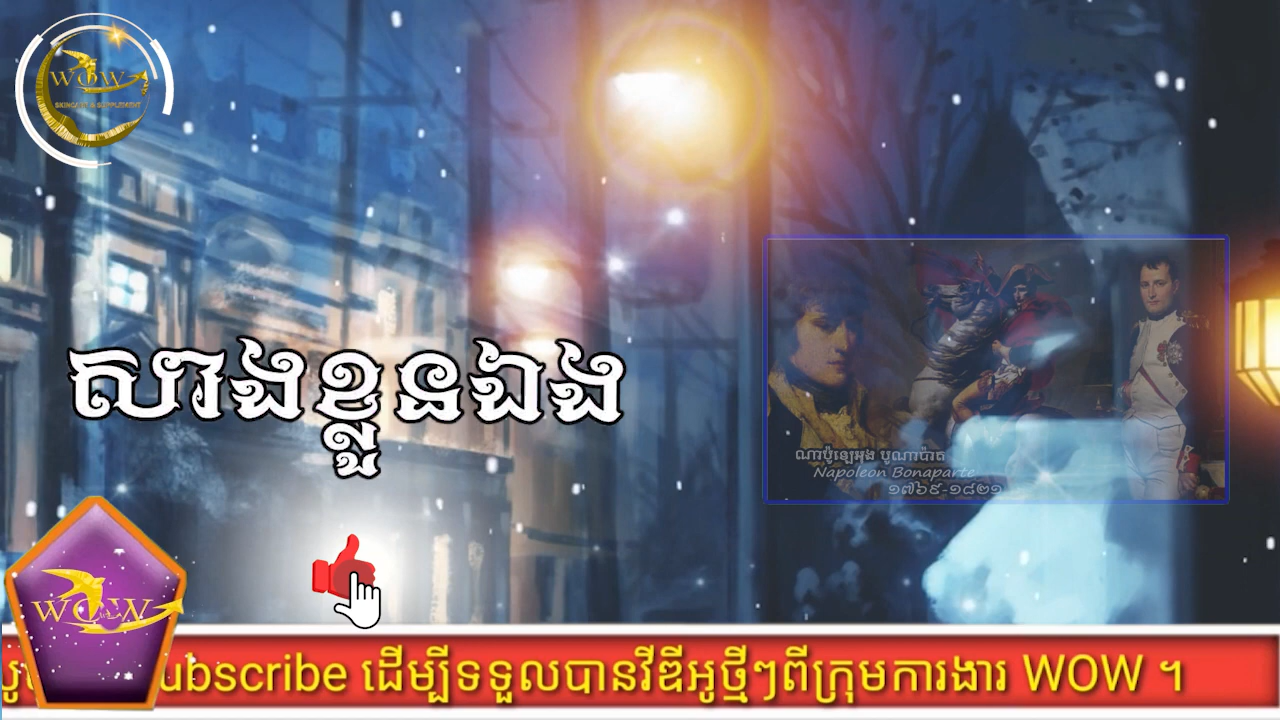 WOW
SKINCARE & SUPPLEMENT
សាងខ្លួនឯង
ណាប៉ូឡេអុង បូណាប៉ាត
Napoleon Bonaparte
១៧៦៩-១៨២១
WOW
ubscribe ដើម្បីទទួលបានវីឌីអូថ្មីៗពីក្រុមការងារ WOW ។